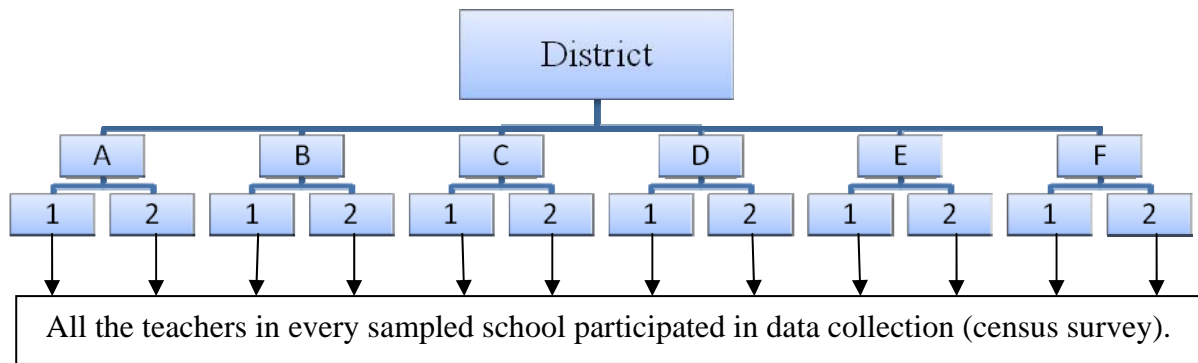 District
A B C D E F
1 2 1 2 1 2 1 2 1 2 1 2
All the teachers in every sampled school participated in data collection (census survey).